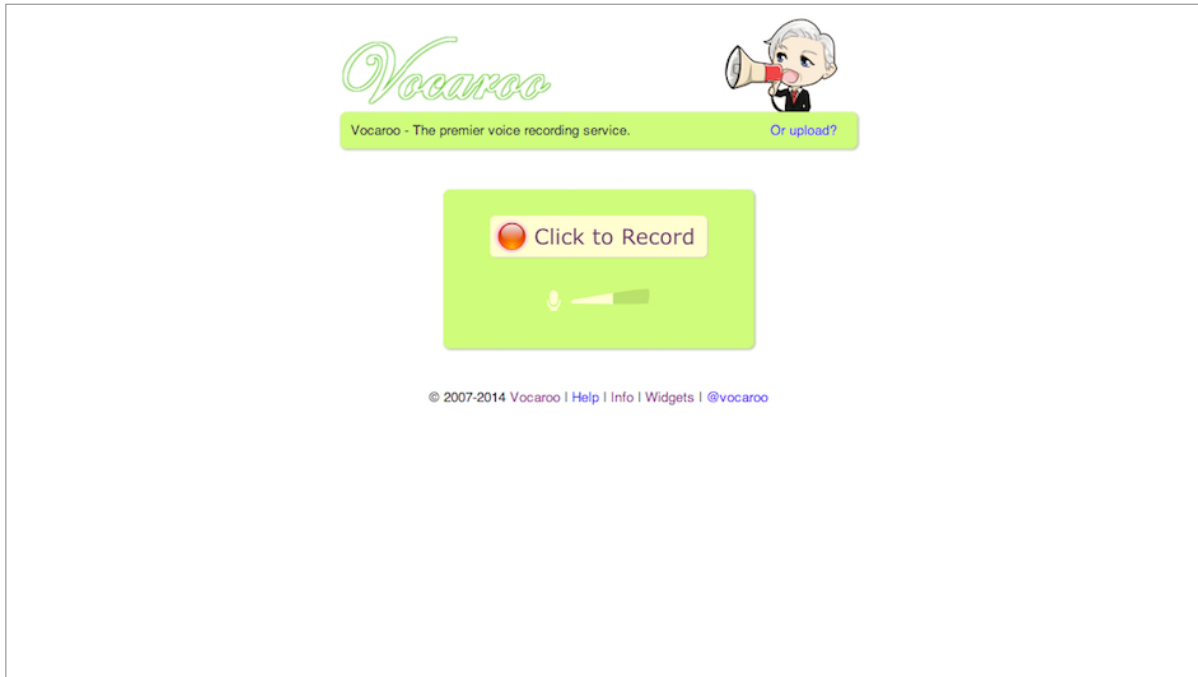 Vocaroo
Vocaroo - The premier voice recording service.
Or upload?
Click to Record
© 2007-2014 Vocaroo | Help | Info | Widgets | @vocaroo